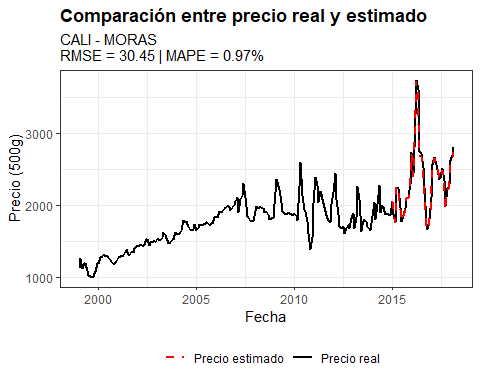 Comparación entre precio real y estimado
CALI - MORAS
RMSE = 30.45 | MAPE = 0.97%
Precio (500g)
3000
2000
1000
2000
2005
2010
2015
Fecha
Precio estimado
Precio real